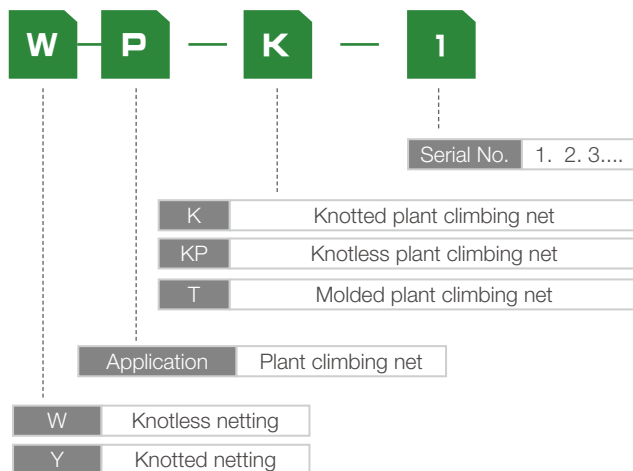 W — P — K — 1
Serial No. 1. 2. 3....
K Knotted plant climbing net
KP Knotless plant climbing net
T Molded plant climbing net
Application Plant climbing net
W Knotless netting
Y Knotted netting